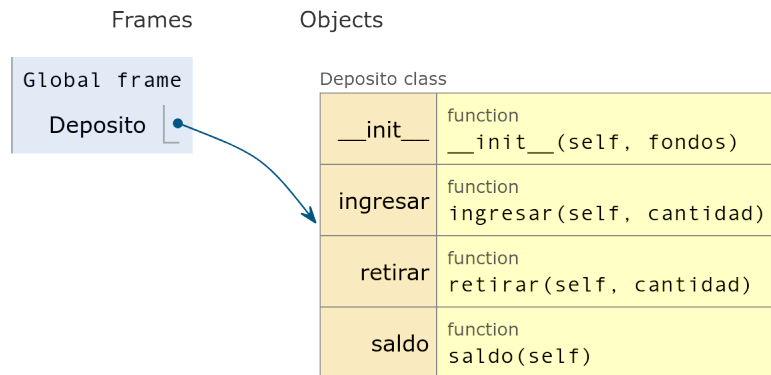 Frames
Objects
Global frame
Deposito
Deposito class
__init__
function
__init__(self, fondos)
ingresar
function
ingresar(self, cantidad)
retirar
function
retirar(self, cantidad)
saldo
function
saldo(self)